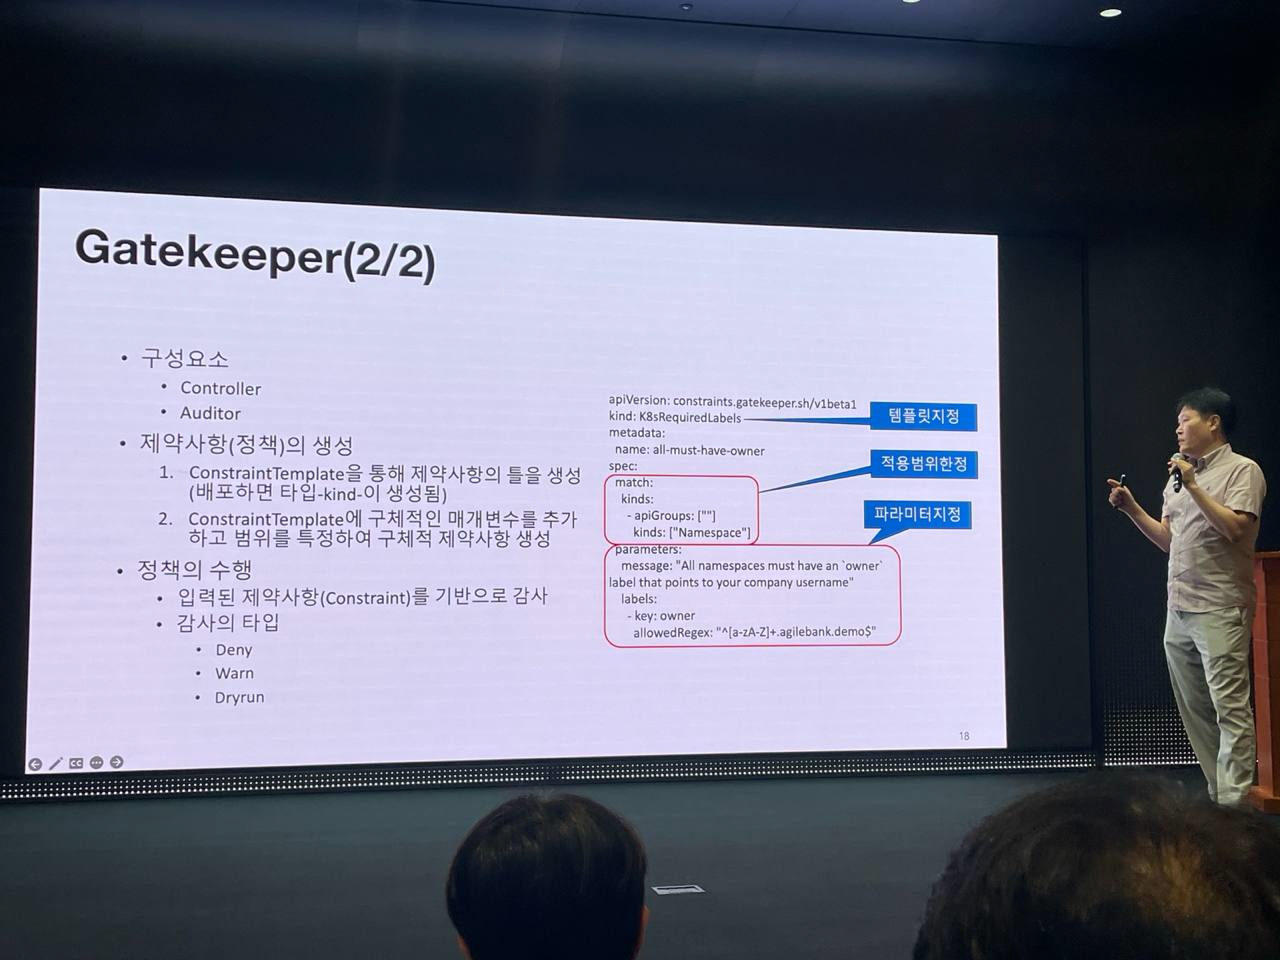 Gatekeeper(2/2)
• 구성요소
• Controller
• Auditor
• 제약사항(정책)의 생성
1. ConstraintTemplate을 통해 제약사항의 틀을 생성
(배포하면 타입-kind-이 생성됨)
2. ConstraintTemplate에 구체적인 매개변수를 추가
하고 범위를 특정하여 구체적 제약사항 생성
• 정책의 수행
• 입력된 제약사항(Constraint)를 기반으로 감사
• 감사의 타입
• Deny
• Warn
• Dryrun
apiVersion: constraints.gatekeeper.sh/v1beta1
kind: K8sRequiredLabels
metadata:
name: all-must-have-owner
spec:
match:
kinds:
- apiGroups: [""]
kinds: ["Namespace"]
parameters:
message: "All namespaces must have an `owner`
label that points to your company username"
labels:
- key: owner
allowedRegex: "^[a-zA-Z]+.agilebank.demo$"
템플릿지정
적용범위한정
파라미터지정
18
CC